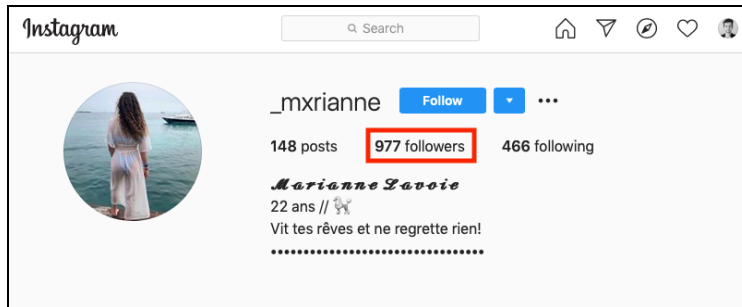 Instagram
Search
_mxrianne Follow
148 posts 977 followers 466 following
𝓜𝓪𝓻𝓲𝓪𝓷𝓷𝓮 𝓛𝓪𝓿𝓸𝓲𝓮
22 ans //
Vit tes rêves et ne regrette rien!